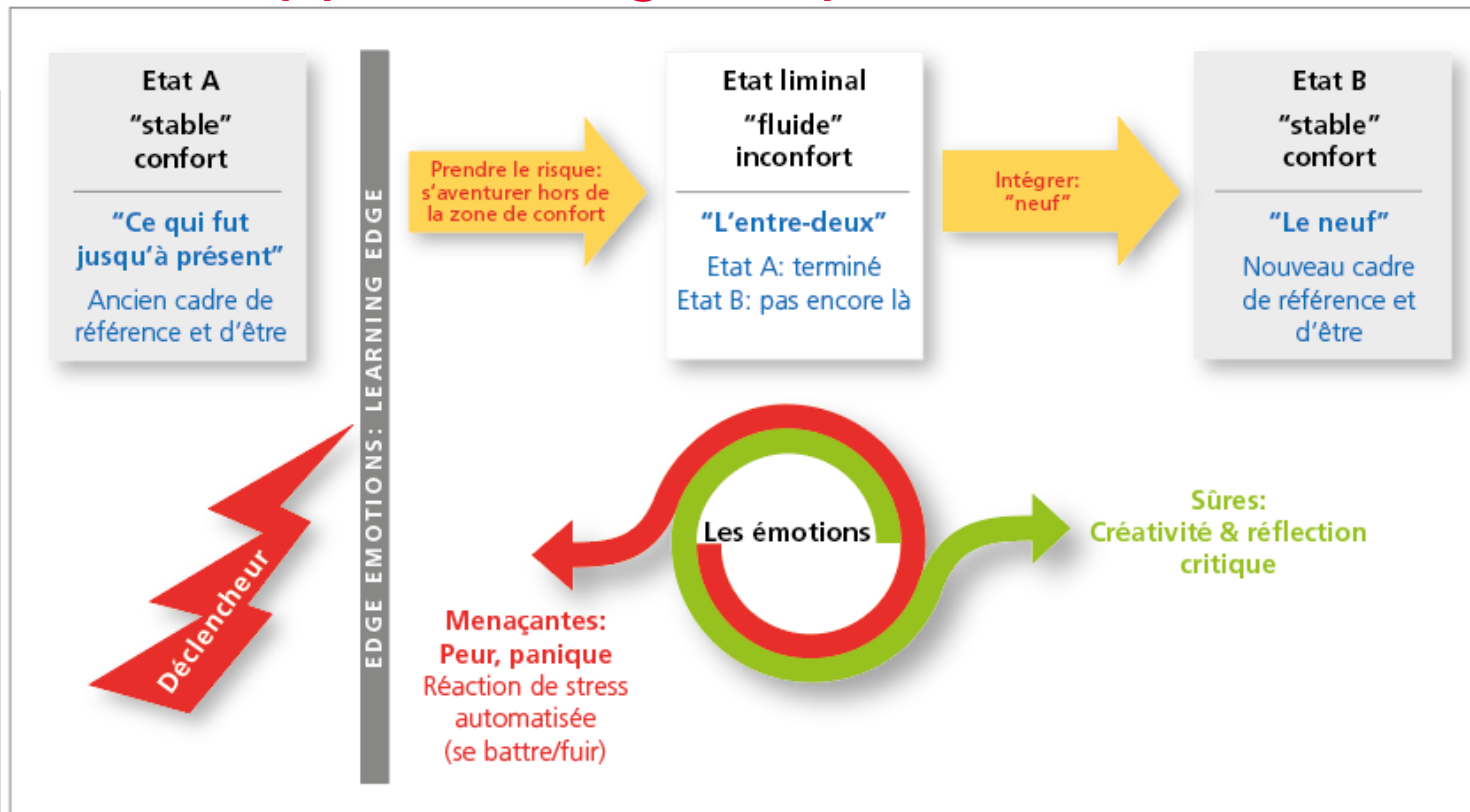 Etat A
“stable”
confort
“Ce qui fut
jusqu’à présent”
Ancien cadre de
référence et d’être
EDGE EMOTIONS: LEARNING EDGE
Prendre le risque:
s’aventurer hors de
la zone de confort
Etat liminal
“fluide”
inconfort
“L’entre-deux”
Etat A: terminé
Etat B: pas encore là
Intégrer:
“neuf”
Etat B
“stable”
confort
“Le neuf”
Nouveau cadre
de référence et
d’être
Déclencheur
Les émotions
Menaçantes:
Peur, panique
Réaction de stress
automatisée
(se battre/fuir)
Sûres:
Créativité & réflection
critique